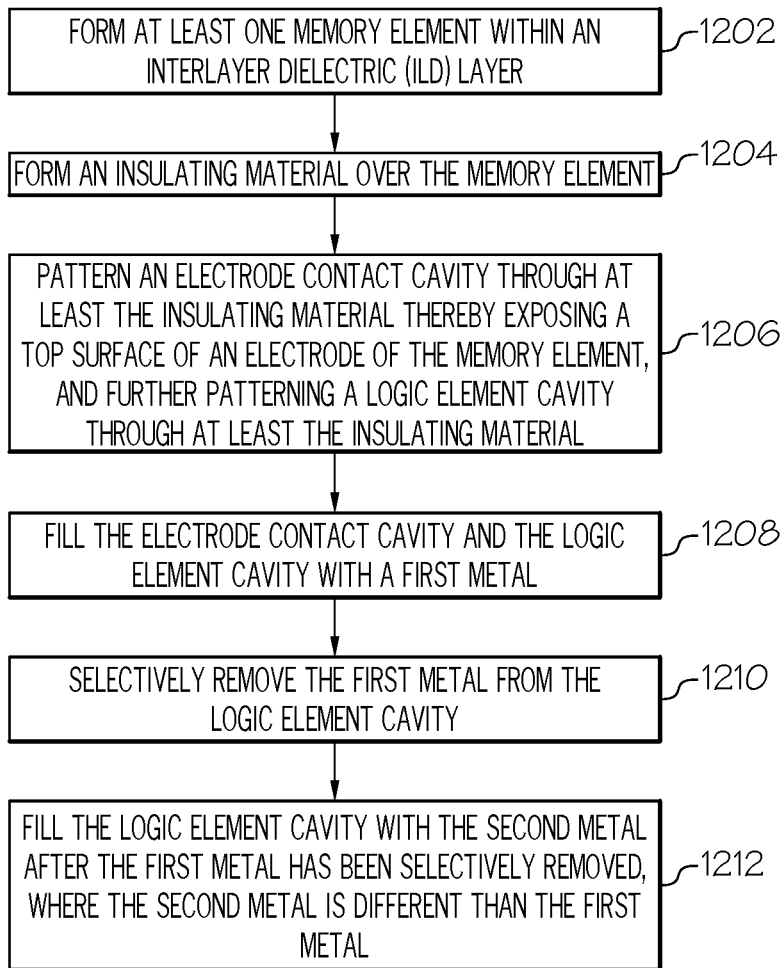 FORM AT LEAST ONE MEMORY ELEMENT WITHIN AN
INTERLAYER DIELECTRIC (ILD) LAYER
1202
FORM AN INSULATING MATERIAL OVER THE MEMORY ELEMENT
1204
PATTERN AN ELECTRODE CONTACT CAVITY THROUGH AT
LEAST THE INSULATING MATERIAL THEREBY EXPOSING A
TOP SURFACE OF AN ELECTRODE OF THE MEMORY ELEMENT,
AND FURTHER PATTERNING A LOGIC ELEMENT CAVITY
THROUGH AT LEAST THE INSULATING MATERIAL
1206
FILL THE ELECTRODE CONTACT CAVITY AND THE LOGIC
ELEMENT CAVITY WITH A FIRST METAL
1208
SELECTIVELY REMOVE THE FIRST METAL FROM THE
LOGIC ELEMENT CAVITY
1210
FILL THE LOGIC ELEMENT CAVITY WITH THE SECOND METAL
AFTER THE FIRST METAL HAS BEEN SELECTIVELY REMOVED,
WHERE THE SECOND METAL IS DIFFERENT THAN THE FIRST
METAL
1212